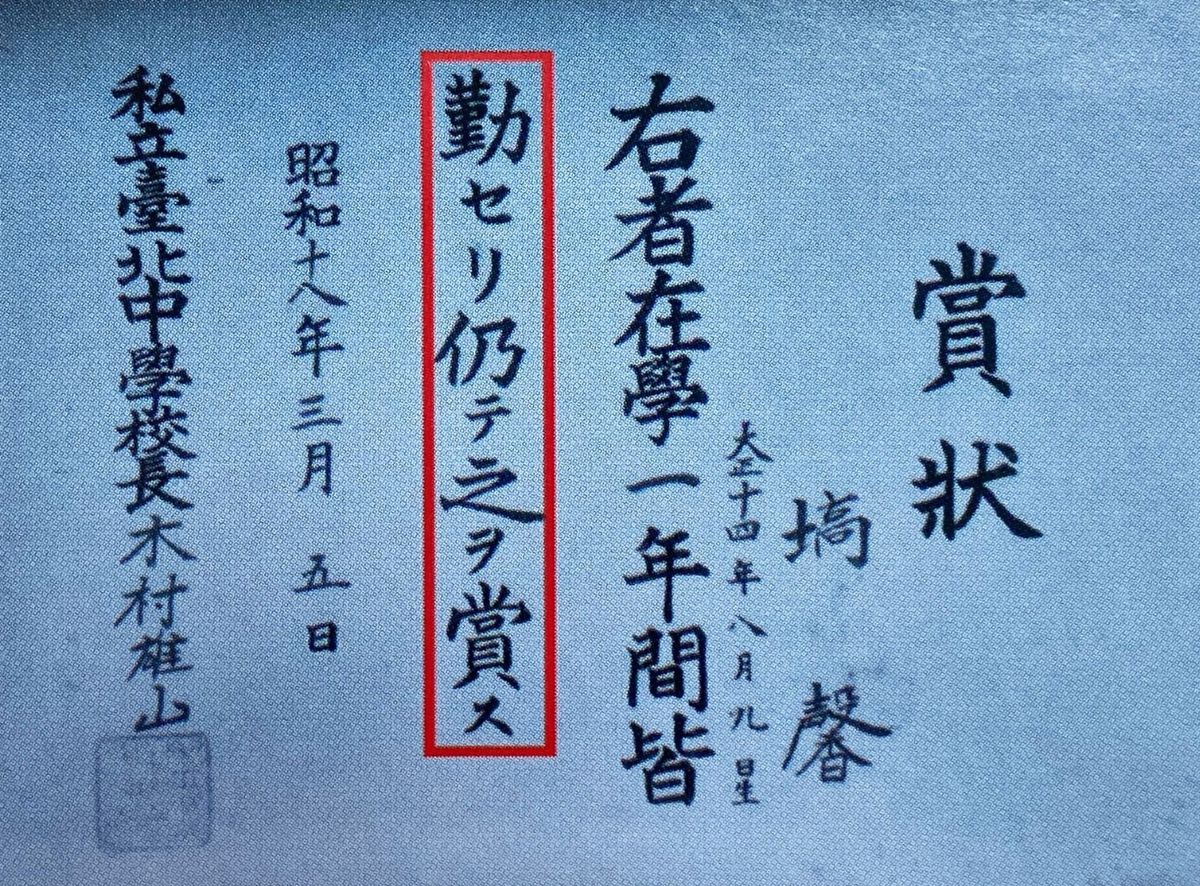 賞狀
塙 馨
大正十四年八月九日生
右者在學一年間皆
勤セリ仍テ之ヲ賞ス
昭和十八年三月 五日
私立臺北中學校長木村雄山